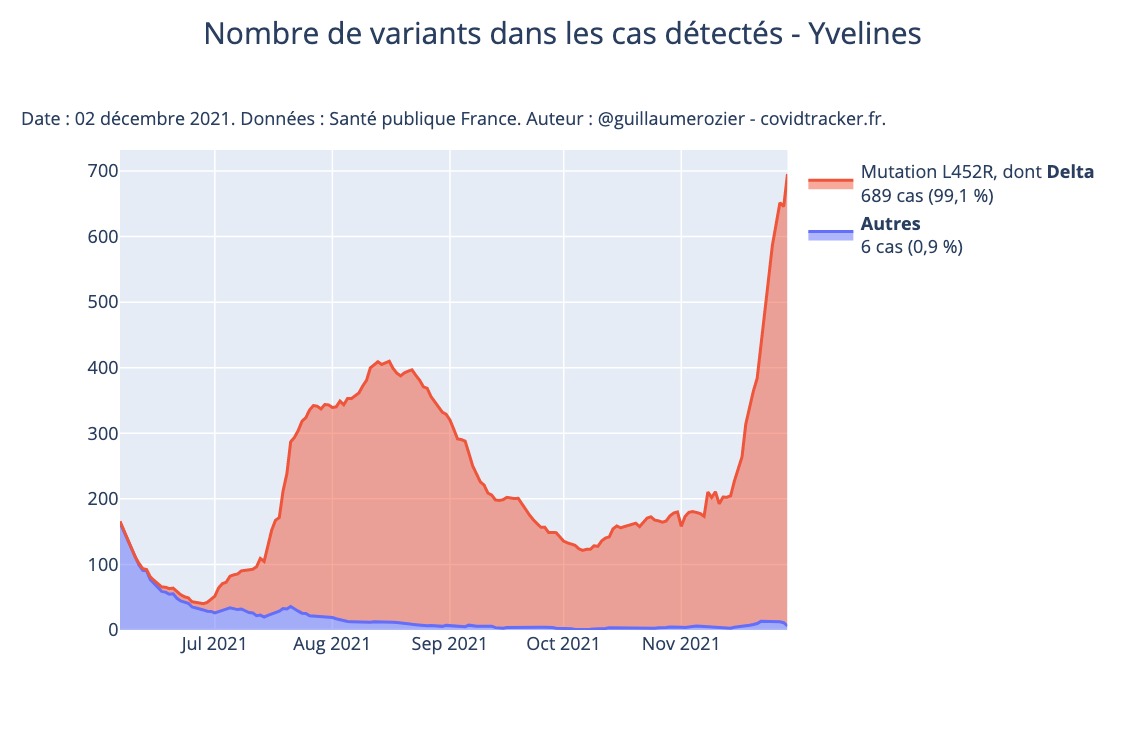 Nombre de variants dans les cas détectés - Yvelines
Date : 02 décembre 2021. Données : Santé publique France. Auteur : @guillaumerozier - covidtracker.fr.
700
600
500
400
300
200
100
0
Jul 2021
Aug 2021
Sep 2021
Oct 2021
Nov 2021
Mutation L452R, dont Delta
689 cas (99,1 %)
Autres
6 cas (0,9 %)